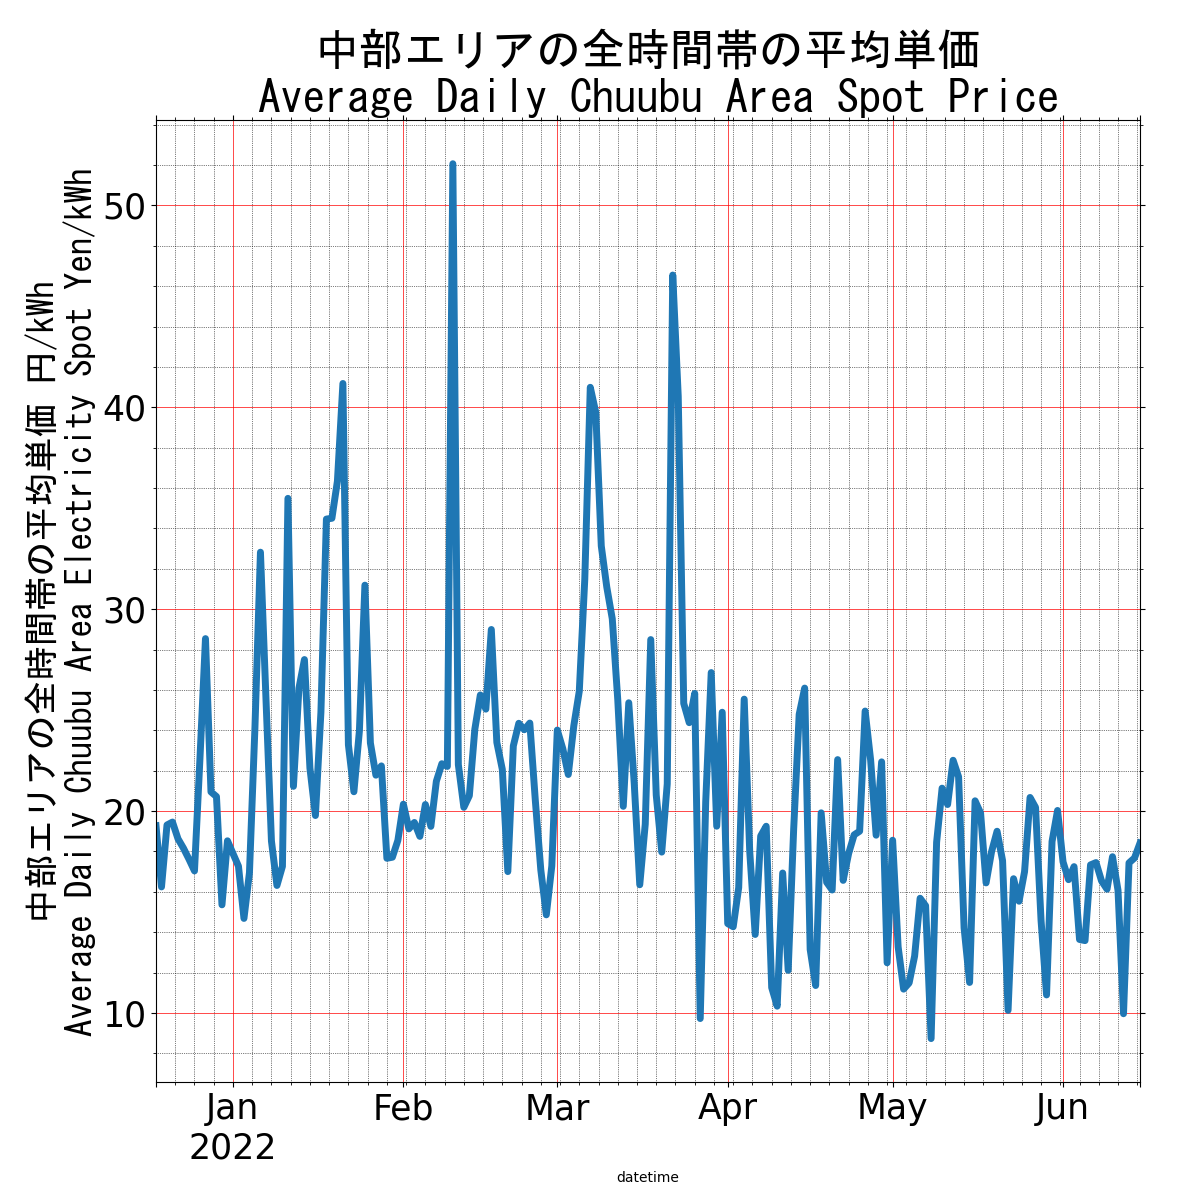 中部エリアの全時間帯の平均単価
Average Daily Chuubu Area Spot Price
中部エリアの全時間帯の平均単価 円/kWh
Average Daily Chuubu Area Electricity Spot Yen/kWh
50
40
30
20
10
Jan Feb Mar Apr May Jun
2022
datetime